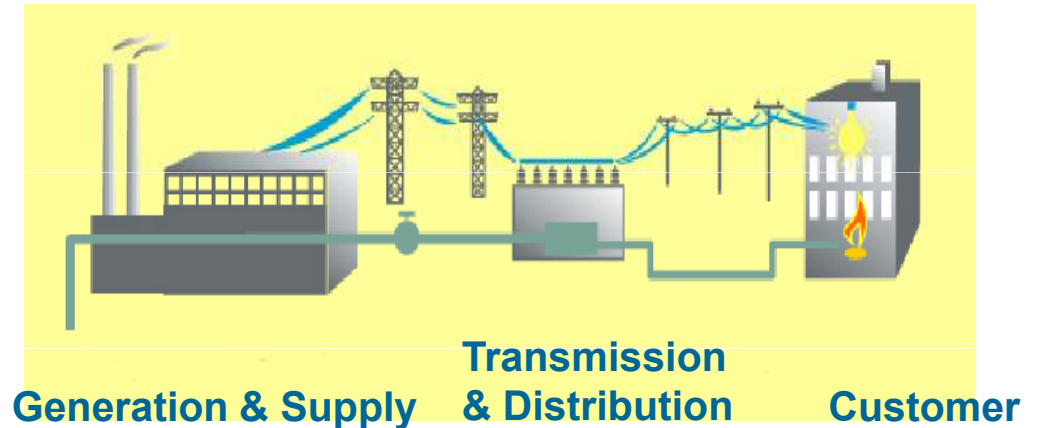 Generation & Supply
Transmission
& Distribution
Customer